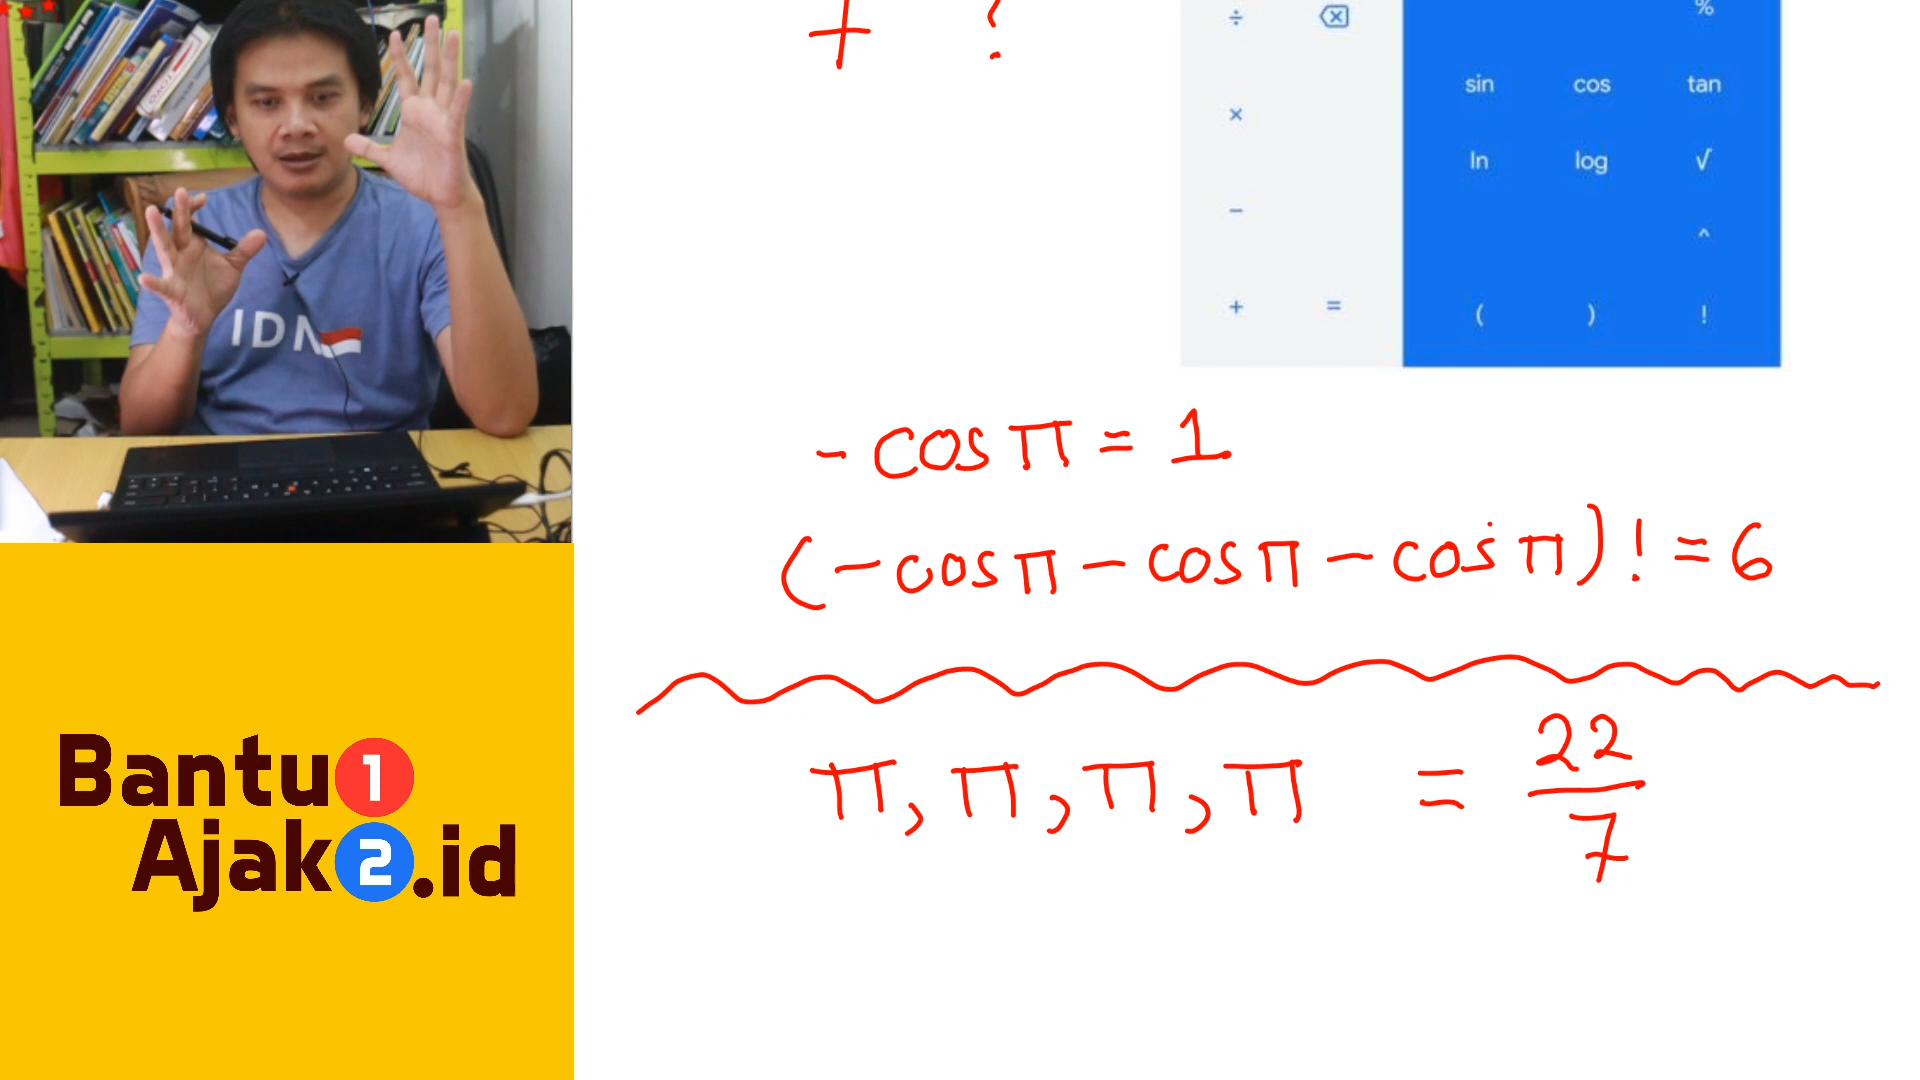 + ?
÷ %
sin cos tan
×
ln log √
−
^
+ =
( ) !
IDN
-cos π = 1
(-cos π - cos π - cos π)! = 6
π, π, π, π = 22/7
Bantu1
Ajak2.id